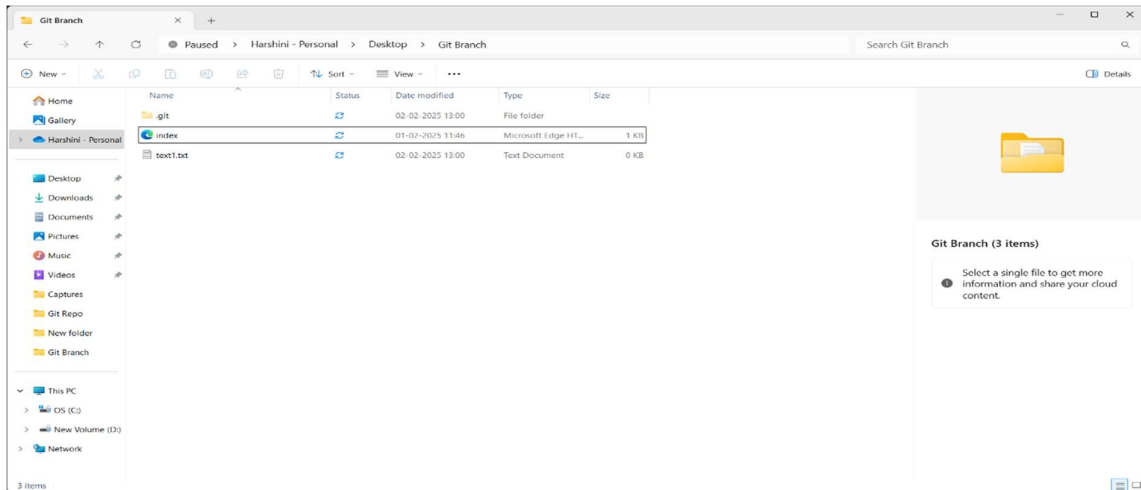 Git Branch
Paused > Harshini - Personal > Desktop > Git Branch
Search Git Branch
New
Sort
View
Details
Home
Gallery
Harshini - Personal
Desktop
Downloads
Documents
Pictures
Music
Videos
Captures
Git Repo
New folder
Git Branch
This PC
OS (C:)
New Volume (D:)
Network
Name Status Date modified Type Size
.git 02-02-2025 13:00 File folder
index 01-02-2025 11:46 Microsoft Edge HT... 1 KB
text1.txt 02-02-2025 13:00 Text Document 0 KB
Git Branch (3 items)
Select a single file to get more
information and share your cloud
content.
3 items